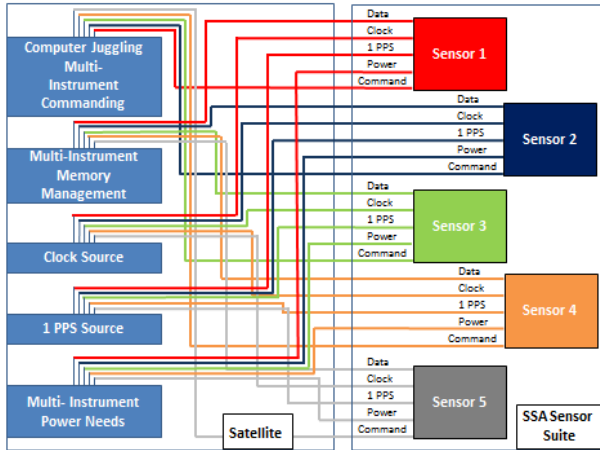 Computer Juggling
Multi-
Instrument
Commanding
Multi-Instrument
Memory
Management
Clock Source
1 PPS Source
Multi- Instrument
Power Needs
Satellite
Data
Clock
1 PPS
Power
Command
Sensor 1
Data
Clock
1 PPS
Power
Command
Sensor 2
Data
Clock
1 PPS
Power
Command
Sensor 3
Data
Clock
1 PPS
Power
Command
Sensor 4
Data
Clock
1 PPS
Power
Command
Sensor 5
SSA Sensor
Suite